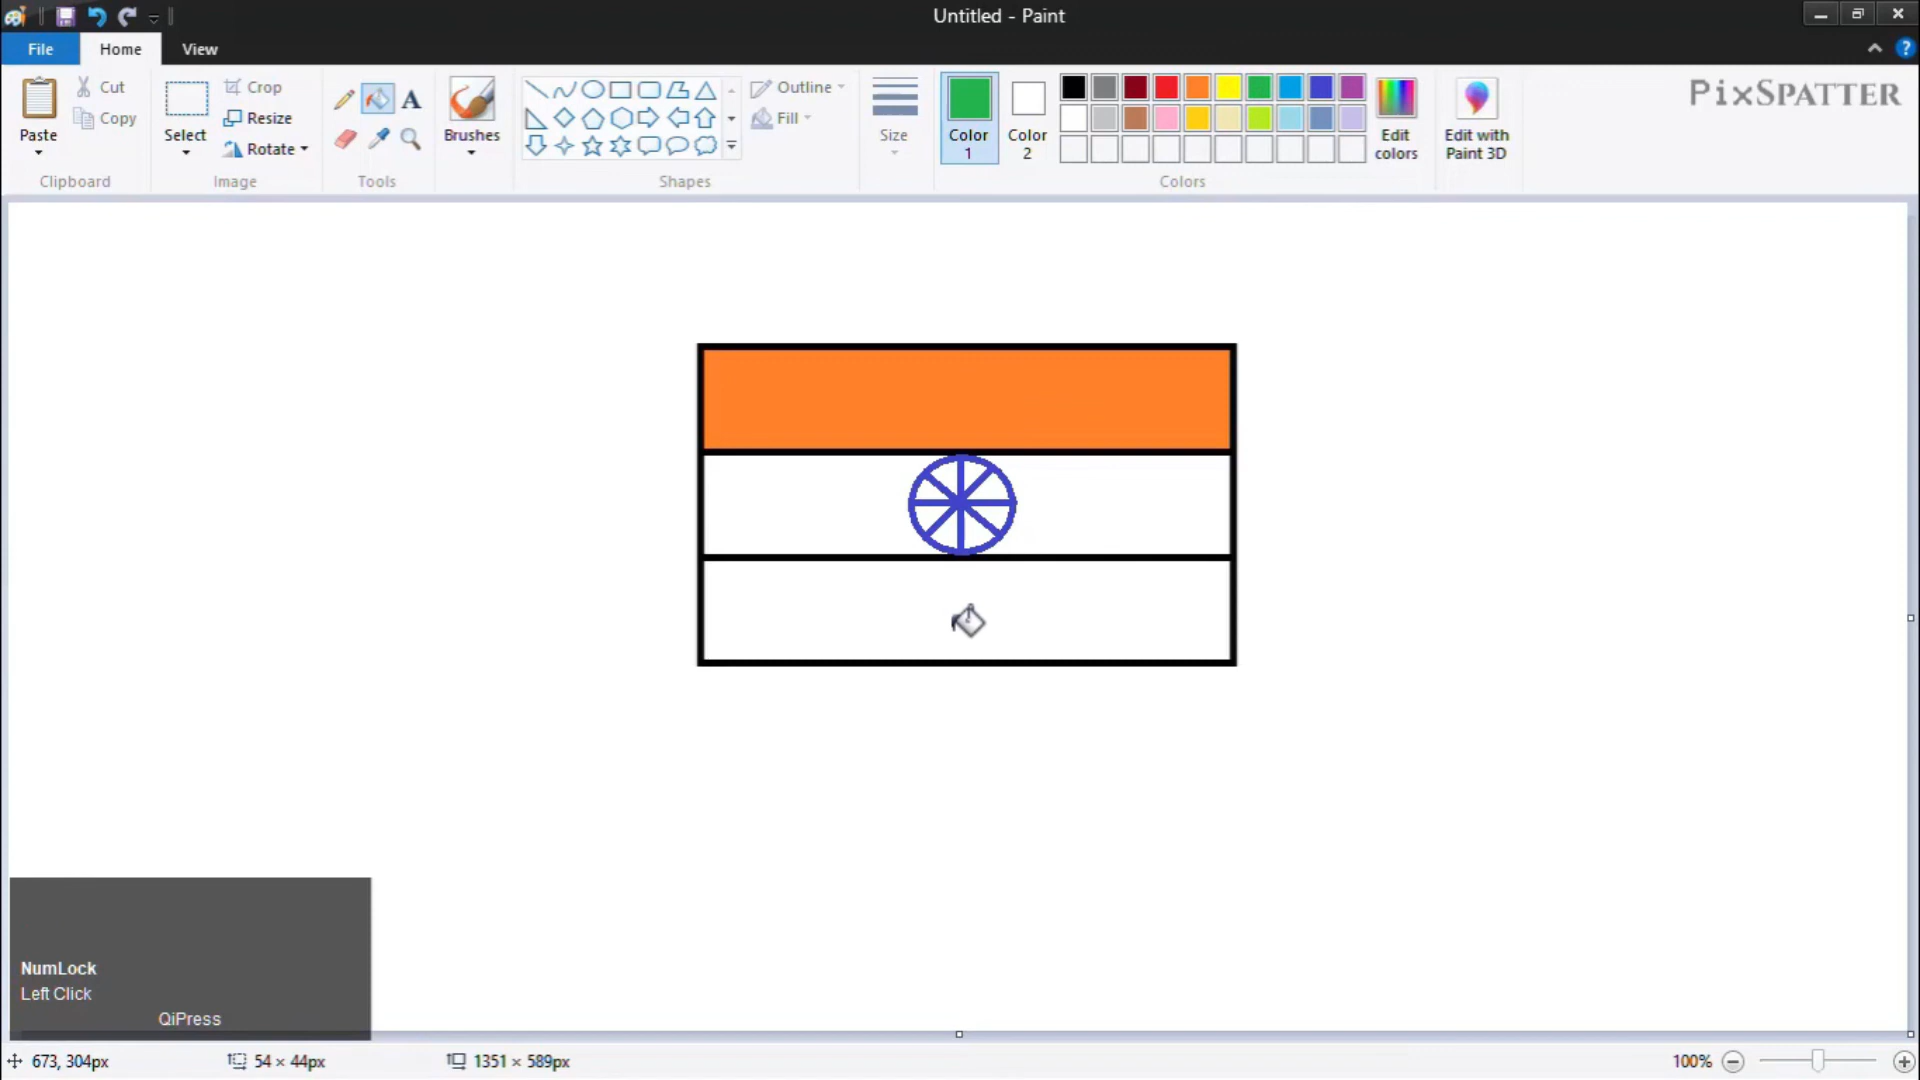 Untitled - Paint
File
Home
View
PixSPATTER
Paste
Cut
Copy
Clipboard
Select
Crop
Resize
Rotate
Image
A
Tools
Brushes
Shapes
Outline
Fill
Size
Color
1
Color
2
Colors
Edit
colors
Edit with
Paint 3D
NumLock
Left Click
QiPress
673, 304px
54 × 44px
1351 × 589px
100%